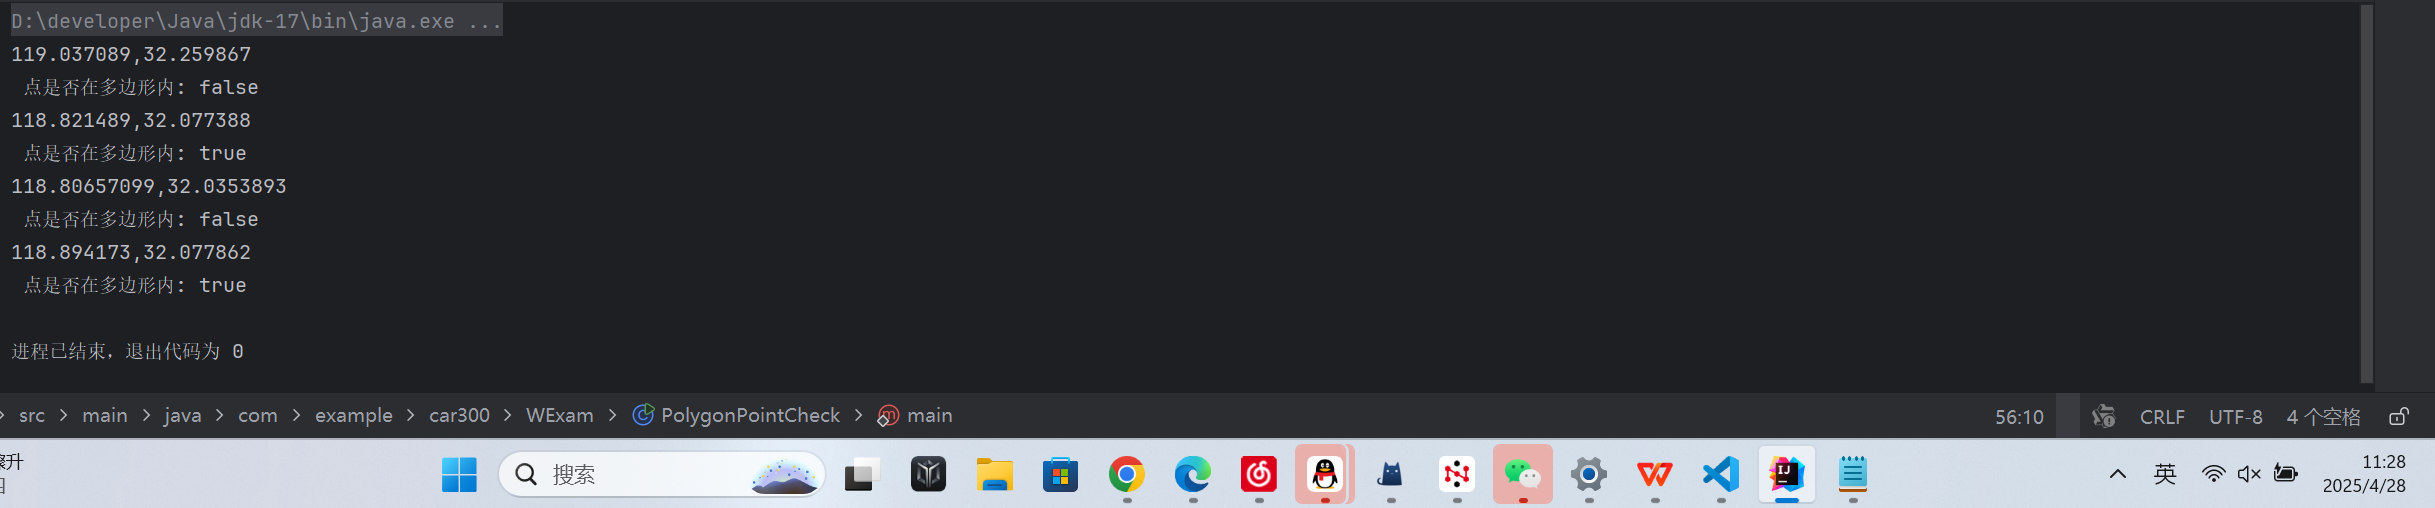 D:\developer\Java\jdk-17\bin\java.exe ...
119.037089,32.259867
点是否在多边形内: false
118.821489,32.077388
点是否在多边形内: true
118.80657099,32.0353893
点是否在多边形内: false
118.894173,32.077862
点是否在多边形内: true
进程已结束，退出代码为 0
src > main > java > com > example > car300 > WExam > PolygonPointCheck > main
56:10 CRLF UTF-8 4 个空格
搜索
英
11:28
2025/4/28